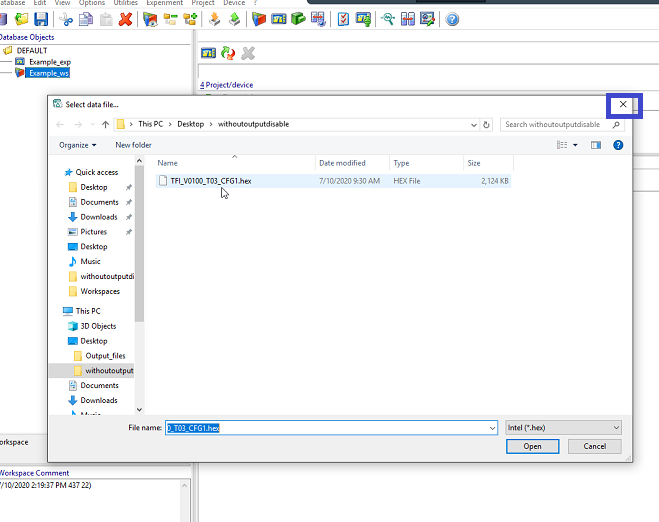 Database Edit View Options Utilities Experiment Project Device ?
Database Objects
DEFAULT
Example_exp
Example_ws
4 Project/device
Select data file...
This PC > Desktop > withoutoutputdisable
Search withoutoutputdisable
Organize
New folder
Name Date modified Type Size
TFI_V0100_T03_CFG1.hex 7/10/2020 9:30 AM HEX File 2,124 KB
Quick access
Desktop
Documents
Downloads
Pictures
Desktop
Music
withoutoutputdi
Workspaces
This PC
3D Objects
Desktop
Output_files
withoutoutput
Documents
Downloads
Music
File name: 0_T03_CFG1.hex Intel (*.hex)
Open Cancel
orkspace
Workspace Comment
7/10/2020 2:19:37 PM 437 22)